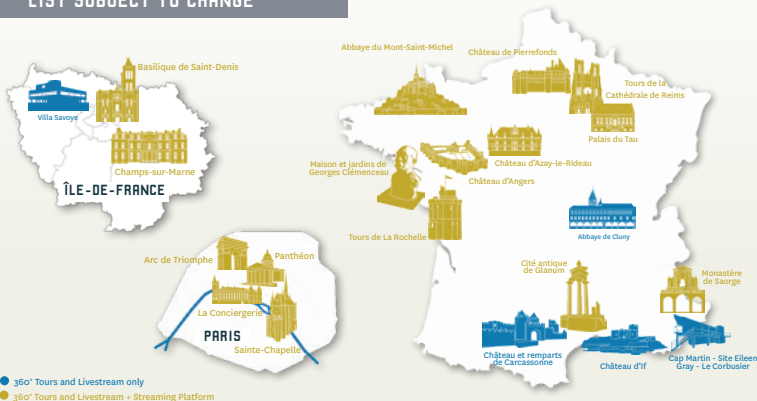 LIST SUBJECT TO CHANGE
Basilique de Saint-Denis
Villa Savoye
Champs-sur-Marne
ÎLE-DE-FRANCE
Arc de Triomphe
Panthéon
La Conciergerie
PARIS
Sainte-Chapelle
360° Tours and Livestream only
360° Tours and Livestream + Streaming Platform
Abbaye du Mont-Saint-Michel
Château de Pierrefonds
Tours de la
Cathédrale de Reims
Palais du Tau
Château d'Azay-le-Rideau
Maison et jardins de
Georges Clémenceau
Château d'Angers
Tours de La Rochelle
Abbaye de Cluny
Cité antique
de Glanum
Monastère
de Saorge
Château et remparts
de Carcassonne
Château d'If
Cap Martin - Site Eileen
Gray - Le Corbusier